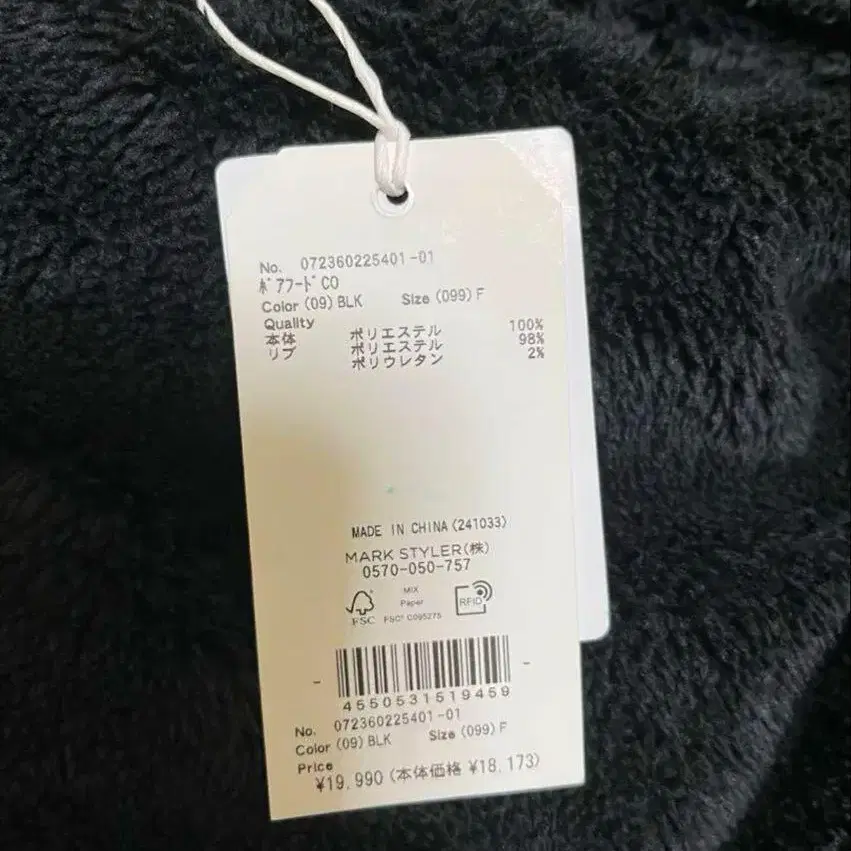 No. 072360225401-01
ﾎﾞｱﾌｰﾄﾞCO
Color (09) BLK Size (099) F
Quality
本体 ポリエステル 100%
リブ ポリエステル 98%
ポリウレタン 2%
MADE IN CHINA (241033)
MARK STYLER(株)
0570-050-757
MIX
Paper
FSC FSC® C095275
RFID
4550531519459
No. 072360225401-01
Color (09) BLK Size (099) F
Price
¥19,990 (本体価格 ¥18,173)